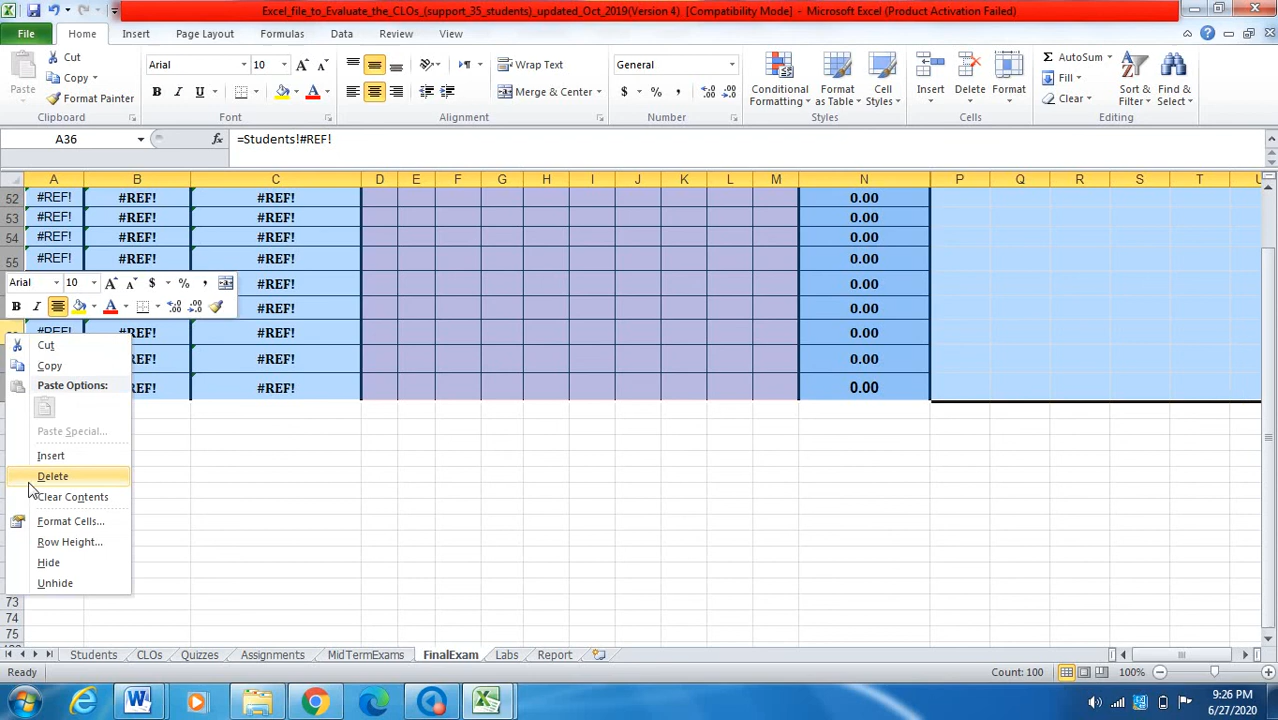 Excel_file_to_Evaluate_the_CLOs_(support_35_students)_updated_Oct_2019(Version 4) [Compatibility Mode] - Microsoft Excel (Product Activation Failed)
File Home Insert Page Layout Formulas Data Review View
Paste Cut Copy Format Painter Clipboard
Arial 10 B I U Font
Wrap Text Merge & Center Alignment
General $ % , Number
Conditional Formatting Format as Table Cell Styles Styles
Insert Delete Format Cells
AutoSum Fill Clear Sort & Filter Find & Select Editing
A36 fx =Students!#REF!
A B C D E F G H I J K L M N P Q R S T U
52 #REF! #REF! #REF! 0.00
53 #REF! #REF! #REF! 0.00
54 #REF! #REF! #REF! 0.00
55 #REF! #REF! #REF! 0.00
Arial 10 A A $ % , #REF! 0.00
B I A #REF! 0.00
#REF! #REF! #REF! 0.00
#REF! #REF! 0.00
#REF! #REF! 0.00
Cut
Copy
Paste Options:
Paste Special...
Insert
Delete
Clear Contents
Format Cells...
Row Height...
Hide
Unhide
73
74
75
Students CLOs Quizzes Assignments MidTermExams FinalExam Labs Report
Ready Count: 100 100%
9:26 PM
6/27/2020